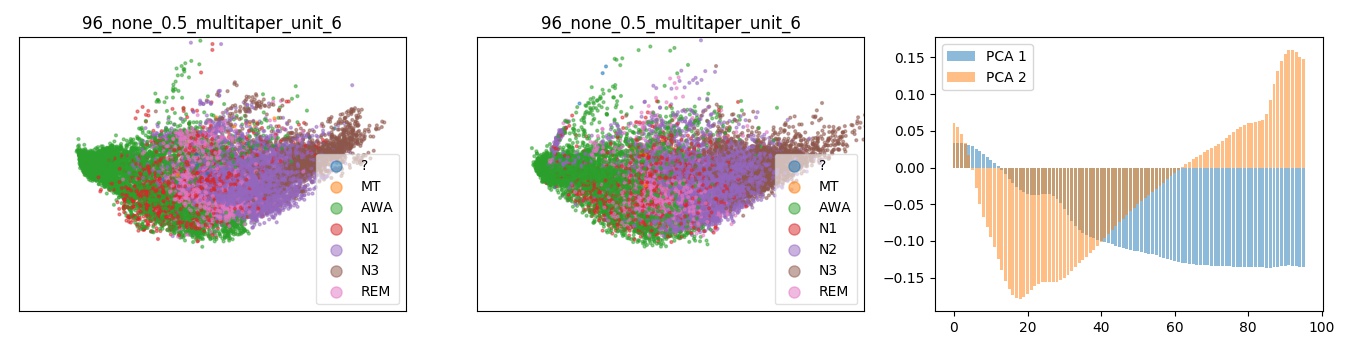 96_none_0.5_multitaper_unit_6
?
MT
AWA
N1
N2
N3
REM
96_none_0.5_multitaper_unit_6
?
MT
AWA
N1
N2
N3
REM
PCA 1
PCA 2
0.15
0.10
0.05
0.00
−0.05
−0.10
−0.15
0 20 40 60 80 100